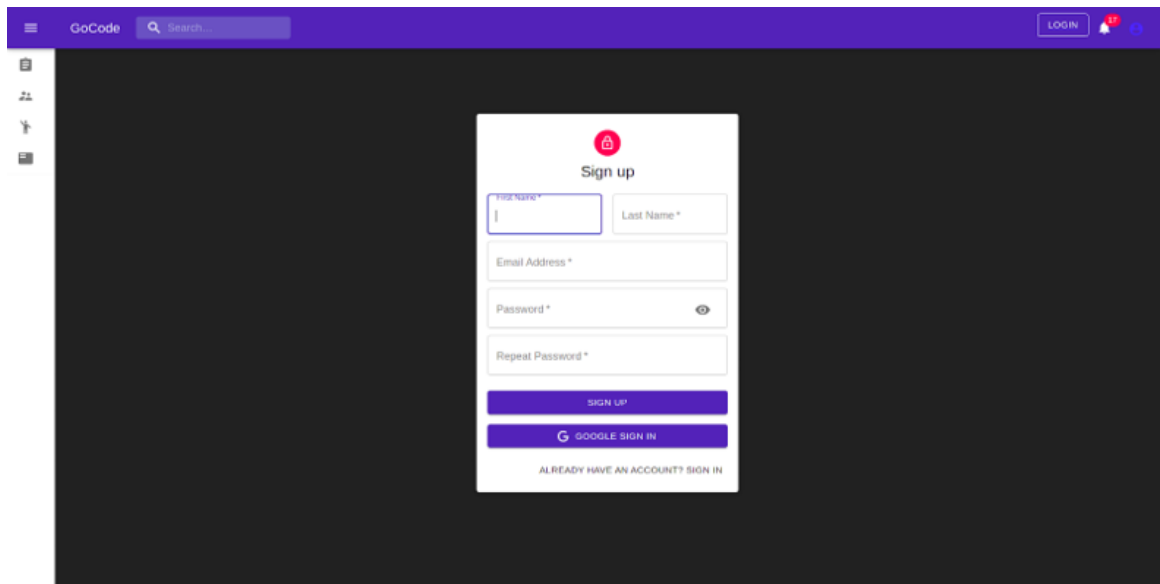 GoCode Search... LOGIN 17
Sign up
First Name *
Last Name *
Email Address *
Password *
Repeat Password *
SIGN UP
G GOOGLE SIGN IN
ALREADY HAVE AN ACCOUNT? SIGN IN